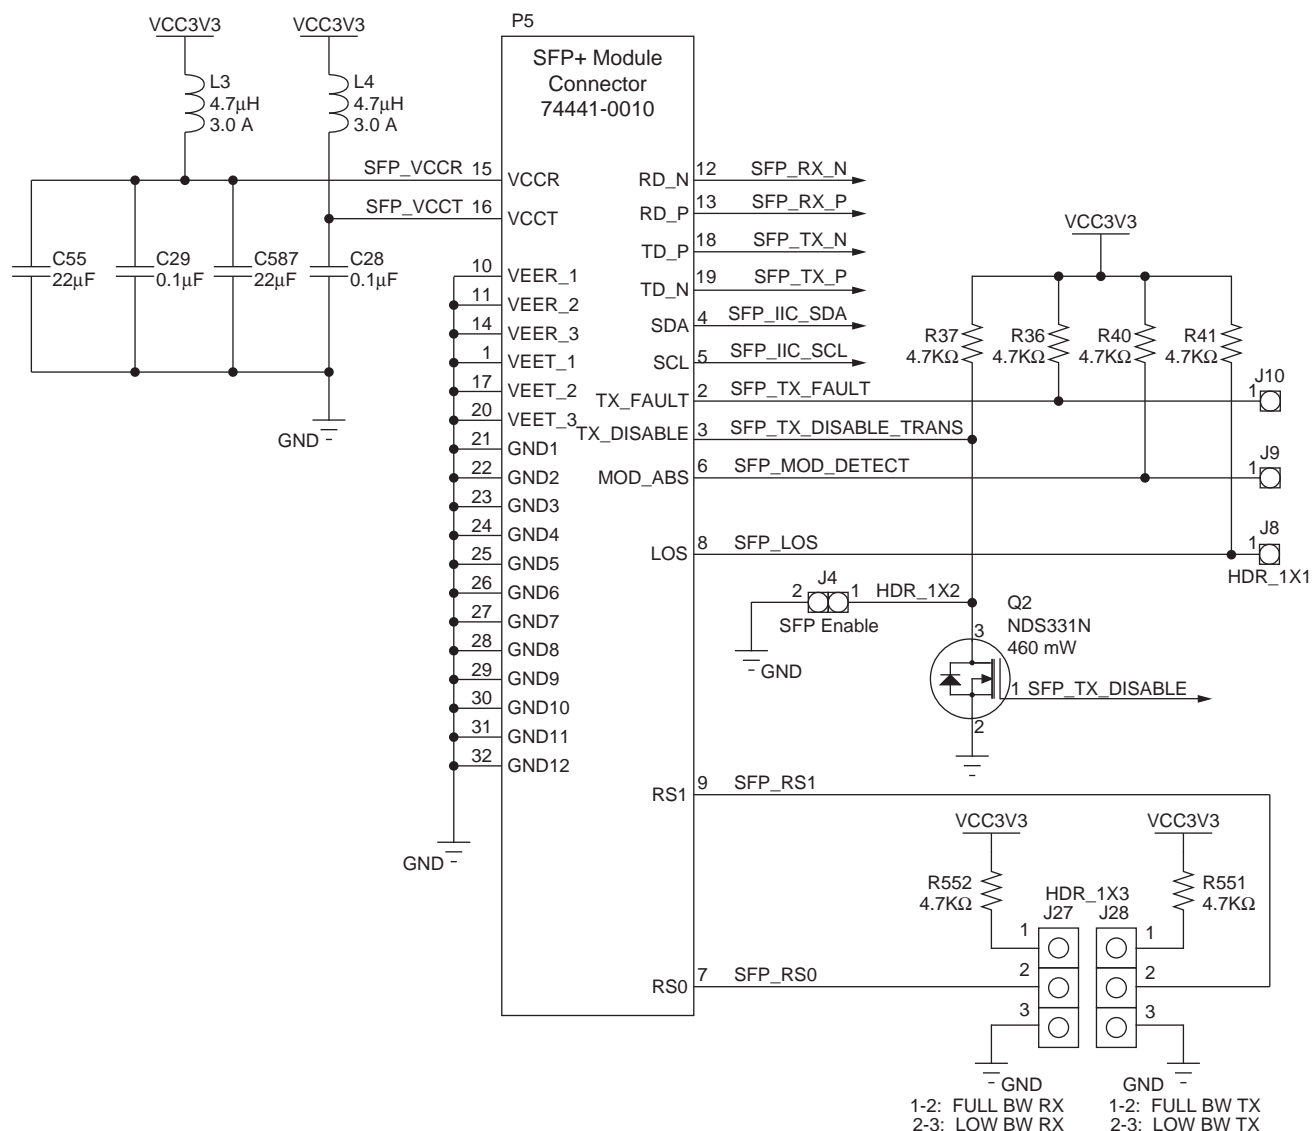 P5
VCC3V3
VCC3V3
SFP+ Module
Connector
74441-0010
L3
4.7μH
3.0 A
L4
4.7μH
3.0 A
SFP_VCCR 15
VCCR
SFP_VCCT 16
VCCT
C55
22μF
C29
0.1μF
C587
22μF
C28
0.1μF
GND
10
VEER_1
11
VEER_2
14
VEER_3
1
VEET_1
17
VEET_2
20
VEET_3
21
GND1
22
GND2
23
GND3
24
GND4
25
GND5
26
GND6
27
GND7
28
GND8
29
GND9
30
GND10
31
GND11
32
GND12
GND
RD_N
12 SFP_RX_N
RD_P
13 SFP_RX_P
TD_P
18 SFP_TX_N
TD_N
19 SFP_TX_P
SDA
4 SFP_IIC_SDA
SCL
5 SFP_IIC_SCL
TX_FAULT
2 SFP_TX_FAULT
TX_DISABLE
3 SFP_TX_DISABLE_TRANS
MOD_ABS
6 SFP_MOD_DETECT
LOS
8 SFP_LOS
RS1
9 SFP_RS1
RS0
7 SFP_RS0
VCC3V3
R37
4.7KΩ
R36
4.7KΩ
R40
4.7KΩ
R41
4.7KΩ
J10
1
J9
1
J8
1
HDR_1X1
J4
2
1
HDR_1X2
SFP Enable
GND
Q2
NDS331N
460 mW
3
1 SFP_TX_DISABLE
2
VCC3V3
VCC3V3
R552
4.7KΩ
R551
4.7KΩ
HDR_1X3
J27
J28
1
2
3
1
2
3
GND
GND
1-2: FULL BW RX
2-3: LOW BW RX
1-2: FULL BW TX
2-3: LOW BW TX